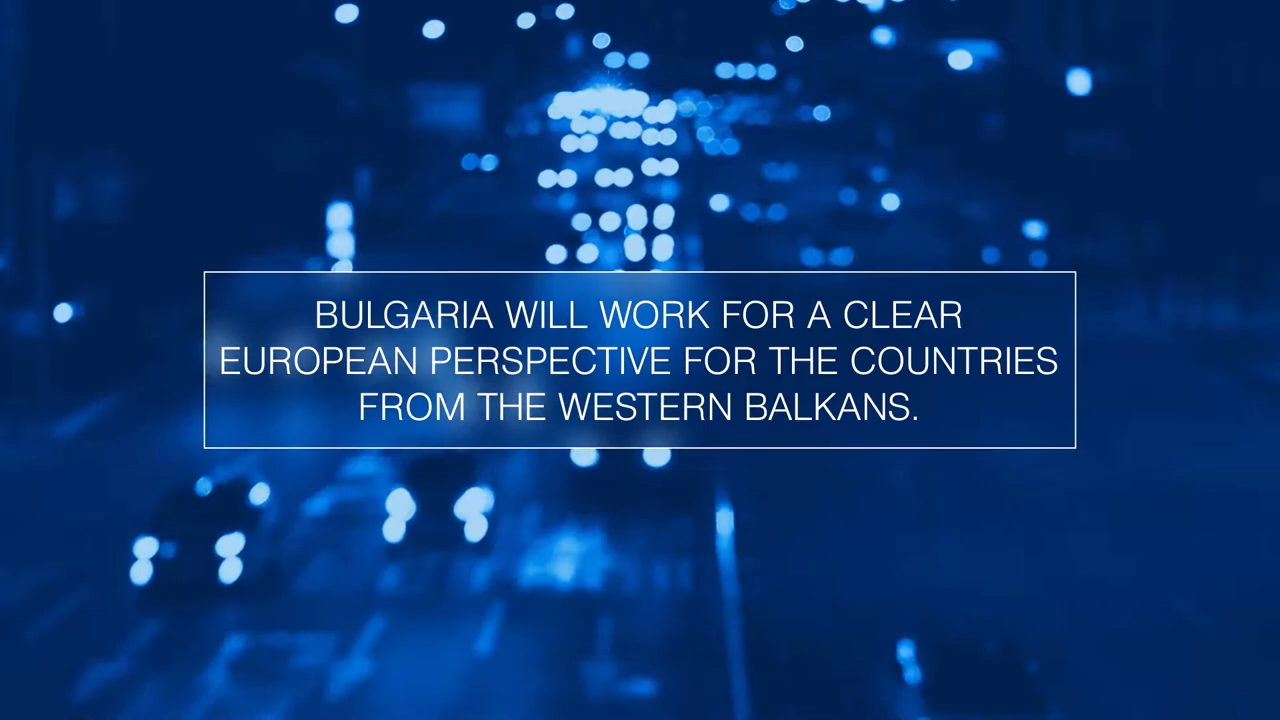 BULGARIA WILL WORK FOR A CLEAR
EUROPEAN PERSPECTIVE FOR THE COUNTRIES
FROM THE WESTERN BALKANS.